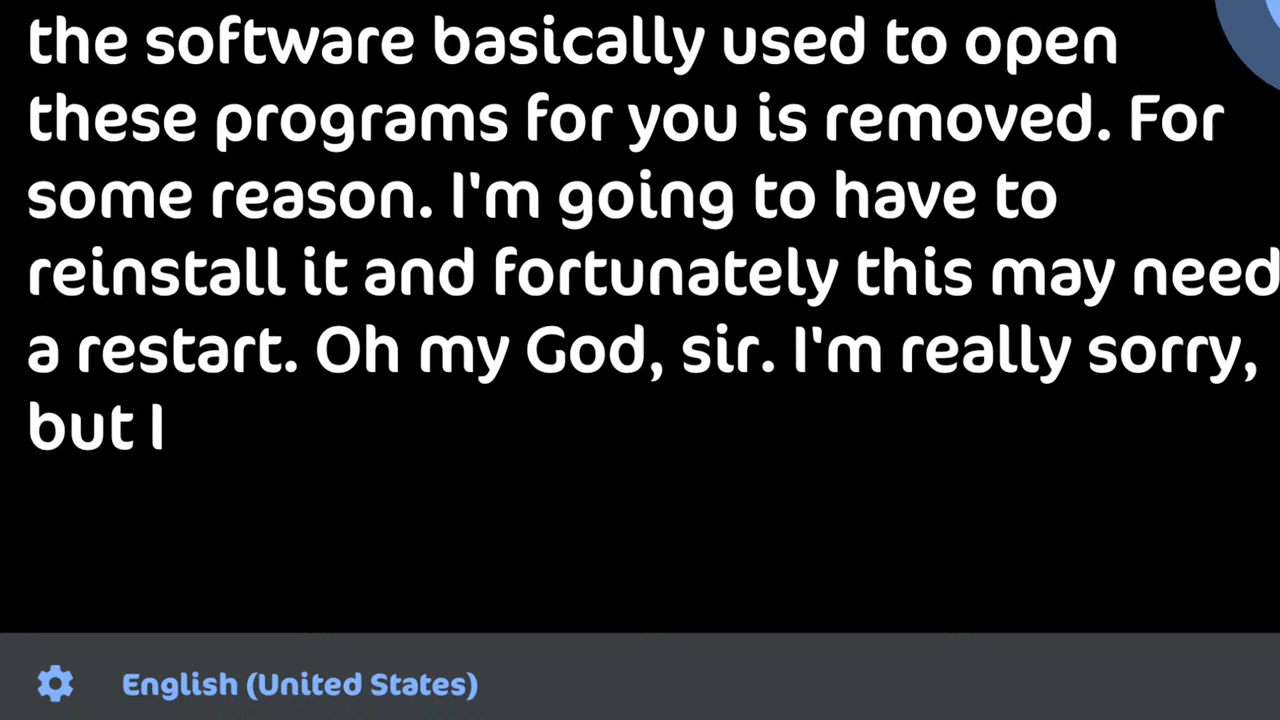 the software basically used to open
these programs for you is removed. For
some reason. I'm going to have to
reinstall it and fortunately this may need
a restart. Oh my God, sir. I'm really sorry,
but I
English (United States)